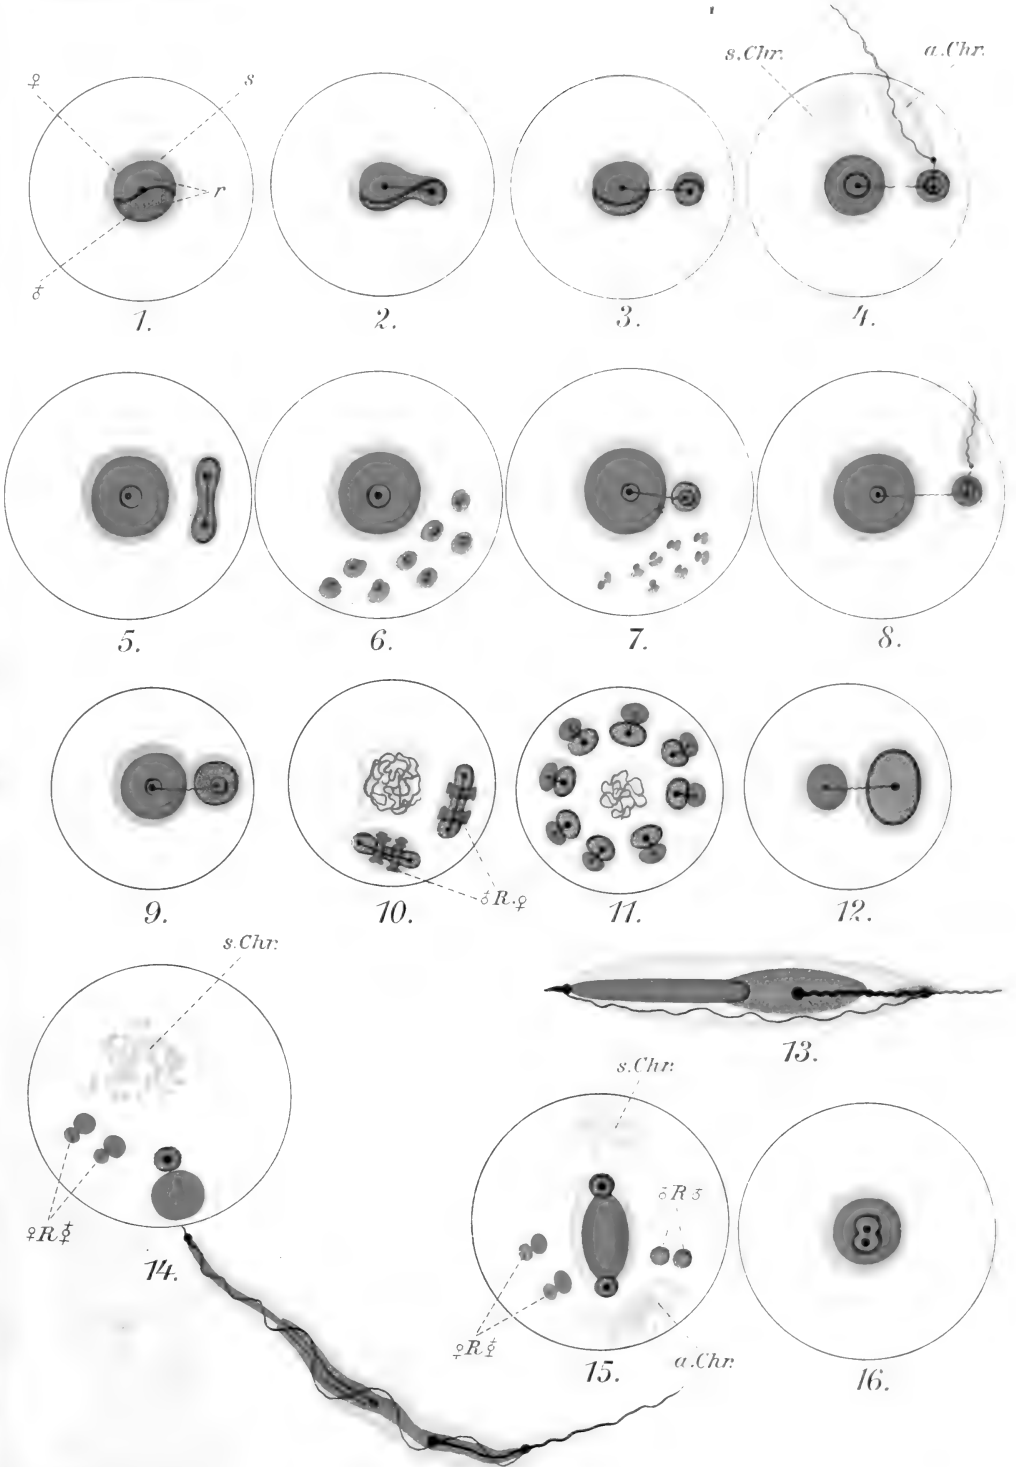 s.Chr. a.Chr.
♀ s
r
♂
1. 2. 3. 4.
5. 6. 7. 8.
♂R.♀
9. 10. 11. 12.
s.Chr.
13.
s.Chr.
♂R
♀R
14.
♀R
15.
a.Chr.
16.